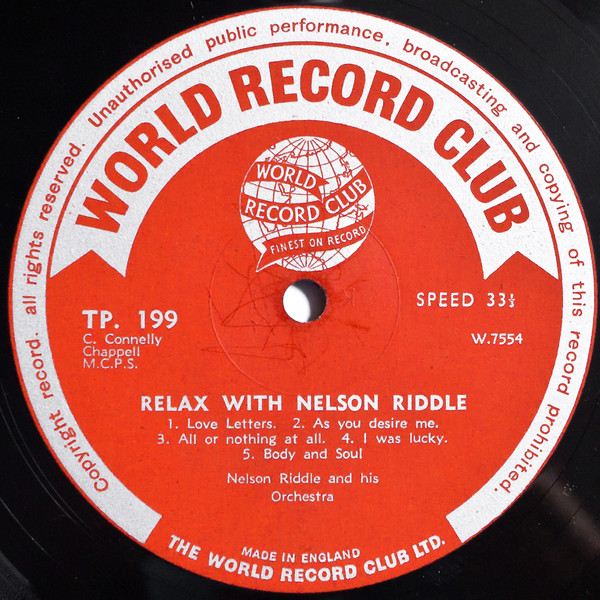 Copyright record. all rights reserved. Unauthorised public performance, broadcasting and copying of this record prohibited.
WORLD RECORD CLUB
WORLD
RECORD CLUB
FINEST ON RECORD
TP. 199
C. Connelly
Chappell
M.C.P.S.
SPEED 33⅓
W.7554
RELAX WITH NELSON RIDDLE
1. Love Letters. 2. As you desire me.
3. All or nothing at all. 4. I was lucky.
5. Body and Soul
Nelson Riddle and his
Orchestra
MADE IN ENGLAND
THE WORLD RECORD CLUB LTD.